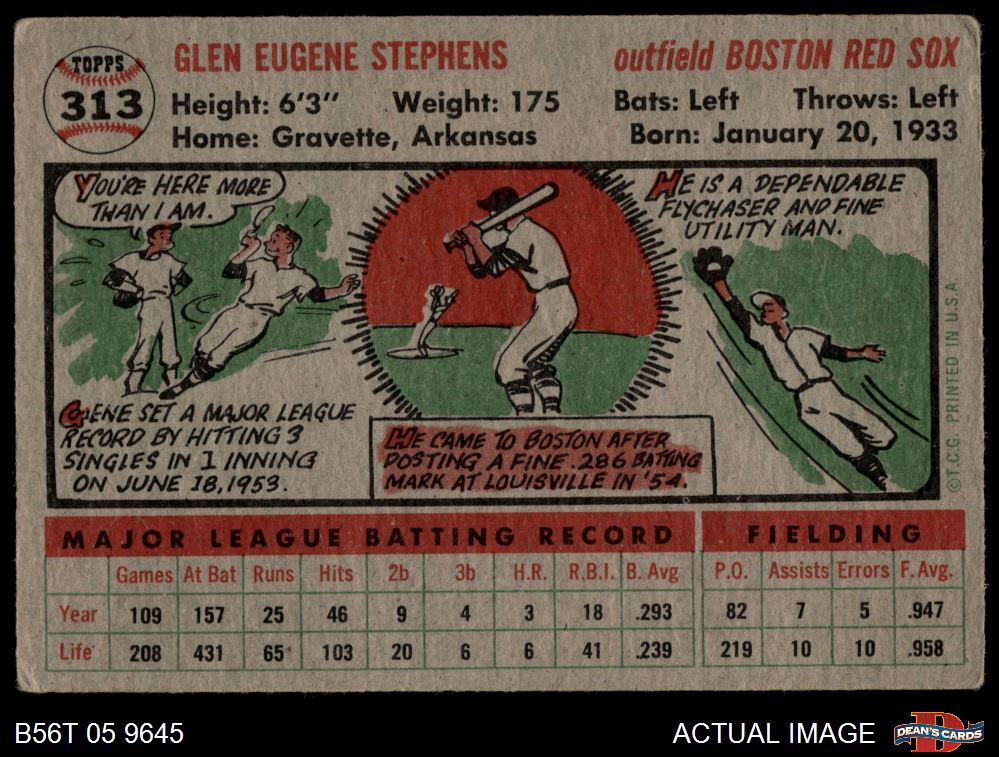 TOPPS
313
GLEN EUGENE STEPHENS
outfield BOSTON RED SOX
Height: 6'3" Weight: 175 Bats: Left Throws: Left
Home: Gravette, Arkansas Born: January 20, 1933
YOU'RE HERE MORE
THAN I AM.
GENE SET A MAJOR LEAGUE
RECORD BY HITTING 3
SINGLES IN 1 INNING
ON JUNE 18, 1953.
HE CAME TO BOSTON AFTER
POSTING A FINE .286 BATTING
MARK AT LOUISVILLE IN '54.
HE IS A DEPENDABLE
FLYCHASER AND FINE
UTILITY MAN.
© T.C.G. PRINTED IN U.S.A.
MAJOR LEAGUE BATTING RECORD FIELDING
Games At Bat Runs Hits 2b 3b H.R. R.B.I. B. Avg P.O. Assists Errors F. Avg.
Year 109 157 25 46 9 4 3 18 .293 82 7 5 .947
Life 208 431 65 103 20 6 6 41 .239 219 10 10 .958
B56T 05 9645
ACTUAL IMAGE
DEAN'S CARDS